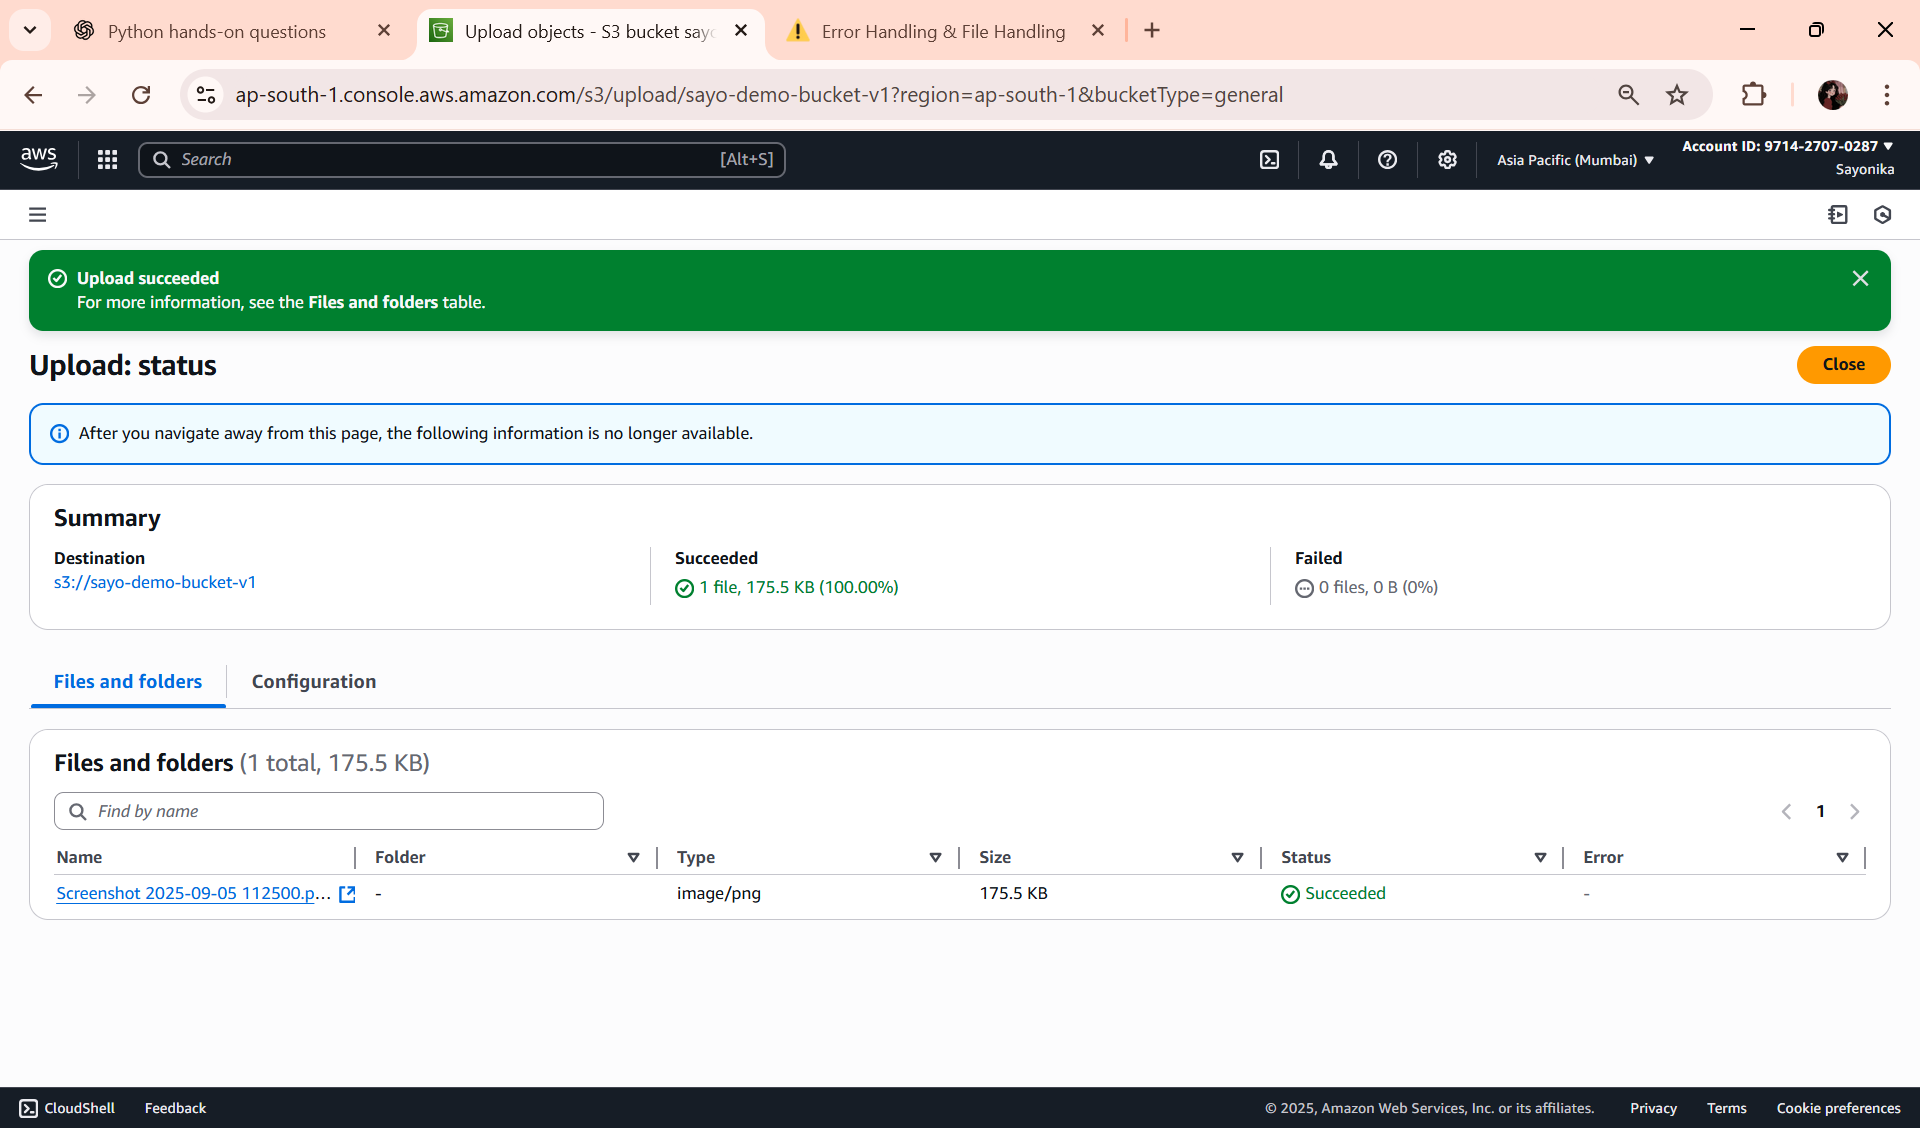 Python hands-on questions
Upload objects - S3 bucket sayo
Error Handling & File Handling
ap-south-1.console.aws.amazon.com/s3/upload/sayo-demo-bucket-v1?region=ap-south-1&bucketType=general
aws
Search
[Alt+S]
Asia Pacific (Mumbai)
Account ID: 9714-2707-0287
Sayonika
Upload succeeded
For more information, see the Files and folders table.
Upload: status
Close
After you navigate away from this page, the following information is no longer available.
Summary
Destination
s3://sayo-demo-bucket-v1
Succeeded
1 file, 175.5 KB (100.00%)
Failed
0 files, 0 B (0%)
Files and folders
Configuration
Files and folders (1 total, 175.5 KB)
Find by name
1
Name Folder Type Size Status Error
Screenshot 2025-09-05 112500.p... - image/png 175.5 KB Succeeded -
CloudShell
Feedback
© 2025, Amazon Web Services, Inc. or its affiliates.
Privacy
Terms
Cookie preferences